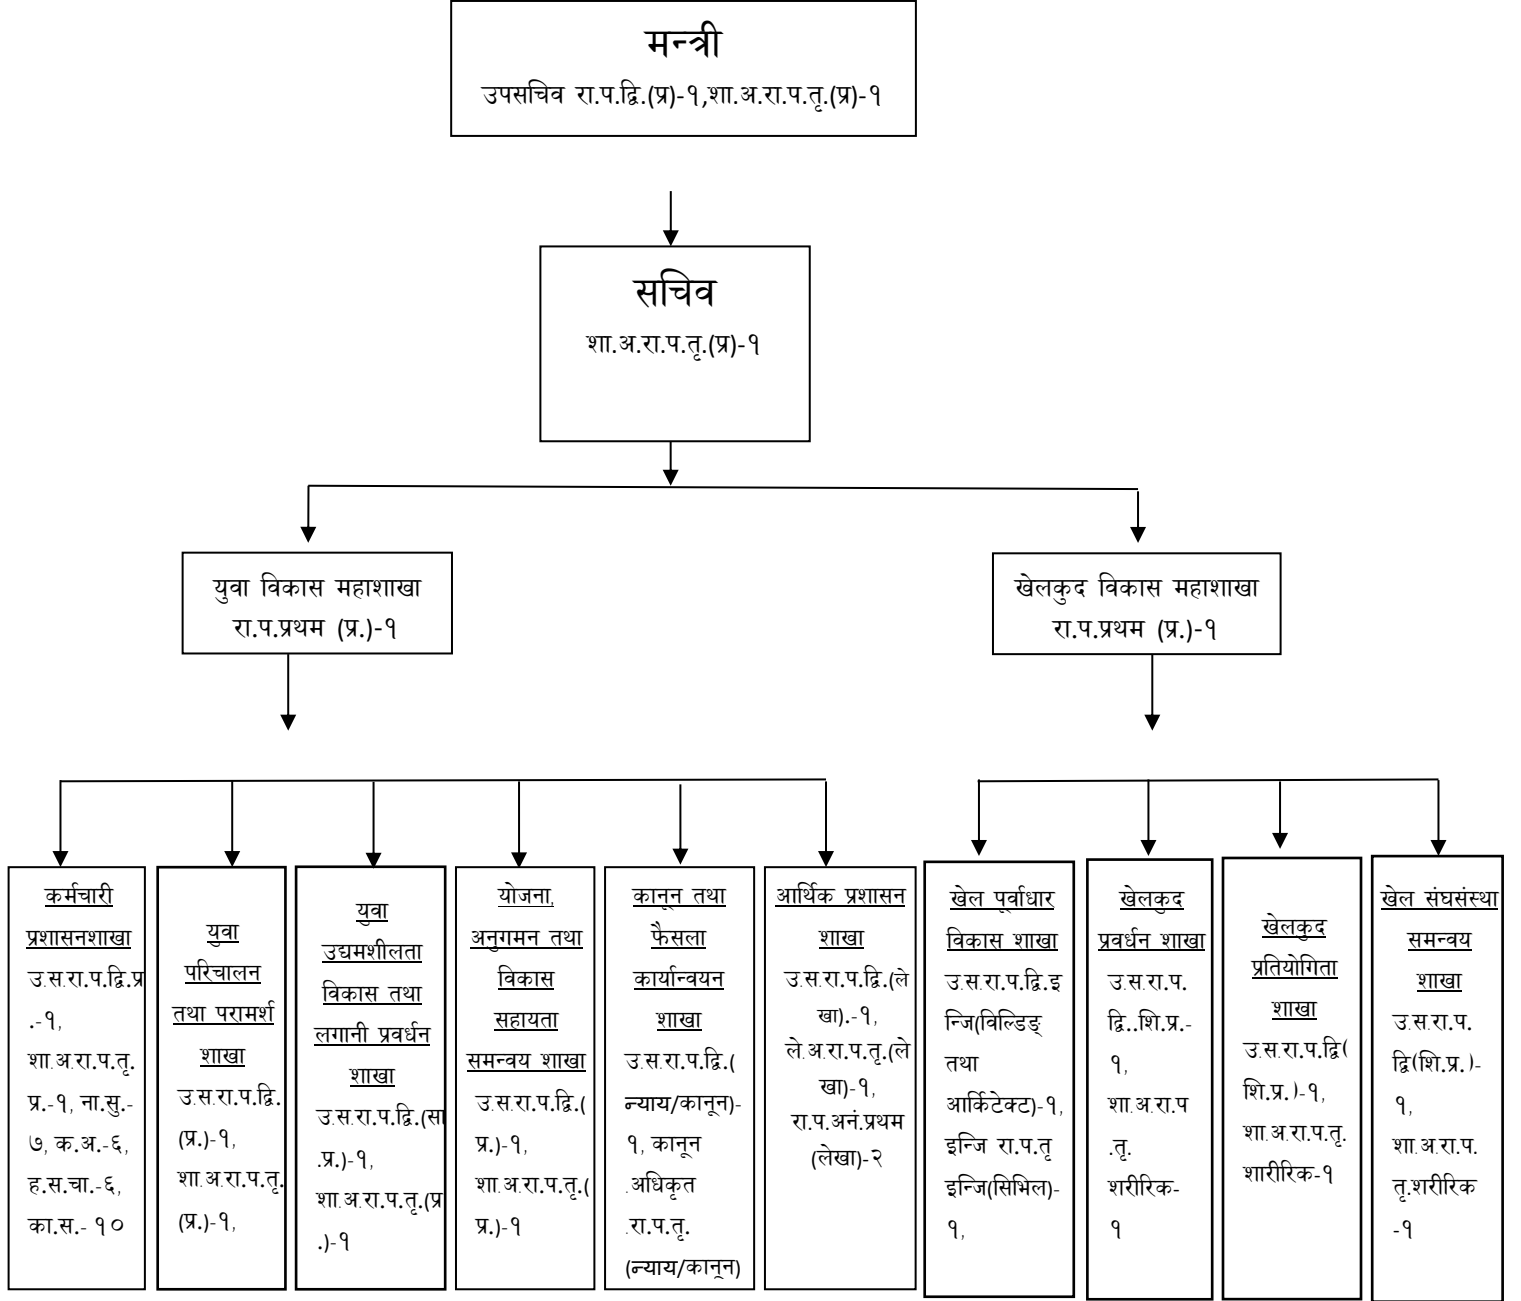 मन्त्री
उपसचिव रा.प.द्वि.(प्र)-१,शा.अ.रा.प.तृ.(प्र)-१
सचिव
शा.अ.रा.प.तृ.(प्र)-१
युवा विकास महाशाखा
रा.प.प्रथम (प्र.)-१
खेलकुद विकास महाशाखा
रा.प.प्रथम (प्र.)-१
कर्मचारी
प्रशासनशाखा
उ.स.रा.प.द्वि.प्र
.-१,
शा.अ.रा.प.तृ.
प्र.-१, ना.सु.-
७, क.अ.-६,
ह.स.चा.-६,
का.स.- १०
युवा
परिचालन
तथा परामर्श
शाखा
उ.स.रा.प.द्वि.
(प्र.)-१,
शा.अ.रा.प.तृ.
(प्र.)-१,
युवा
उद्यमशीलता
विकास तथा
लगानी प्रवर्धन
शाखा
उ.स.रा.प.द्वि.(सा
.प्र.)-१,
शा.अ.रा.प.तृ.(प्र
.)-१
योजना,
अनुगमन तथा
विकास
सहायता
समन्वय शाखा
उ.स.रा.प.द्वि.(
प्र.)-१,
शा.अ.रा.प.तृ.(
प्र.)-१
कानून तथा
फैसला
कार्यान्वयन
शाखा
उ.स.रा.प.द्वि.(
न्याय/कानून)-
१, कानून
.अधिकृत
.रा.प.तृ.
(न्याय/कानून)
आर्थिक प्रशासन
शाखा
उ.स.रा.प.द्वि.(ले
खा).-१,
ले.अ.रा.प.तृ.(ले
खा)-१,
रा.प.अनं.प्रथम
(लेखा)-२
खेल पूर्वाधार
विकास शाखा
उ.स.रा.प.द्वि.इ
न्जि(विल्डिङ्
तथा
आर्किटेक्ट)-१,
इन्जि रा.प.तृ
इन्जि(सिभिल)-
१,
खेलकुद
प्रवर्धन शाखा
उ.स.रा.प.
द्वि..शि.प्र.-
१,
शा.अ.रा.प
.तृ.
शरीरिक-
१
खेलकुद
प्रतियोगिता
शाखा
उ.स.रा.प.द्वि(
शि.प्र.)-१,
शा.अ.रा.प.तृ.
शारीरिक-१
खेल संघसंस्था
समन्वय
शाखा
उ.स.रा.प.
द्वि(शि.प्र.)-
१,
शा.अ.रा.प.
तृ.शरीरिक
-१